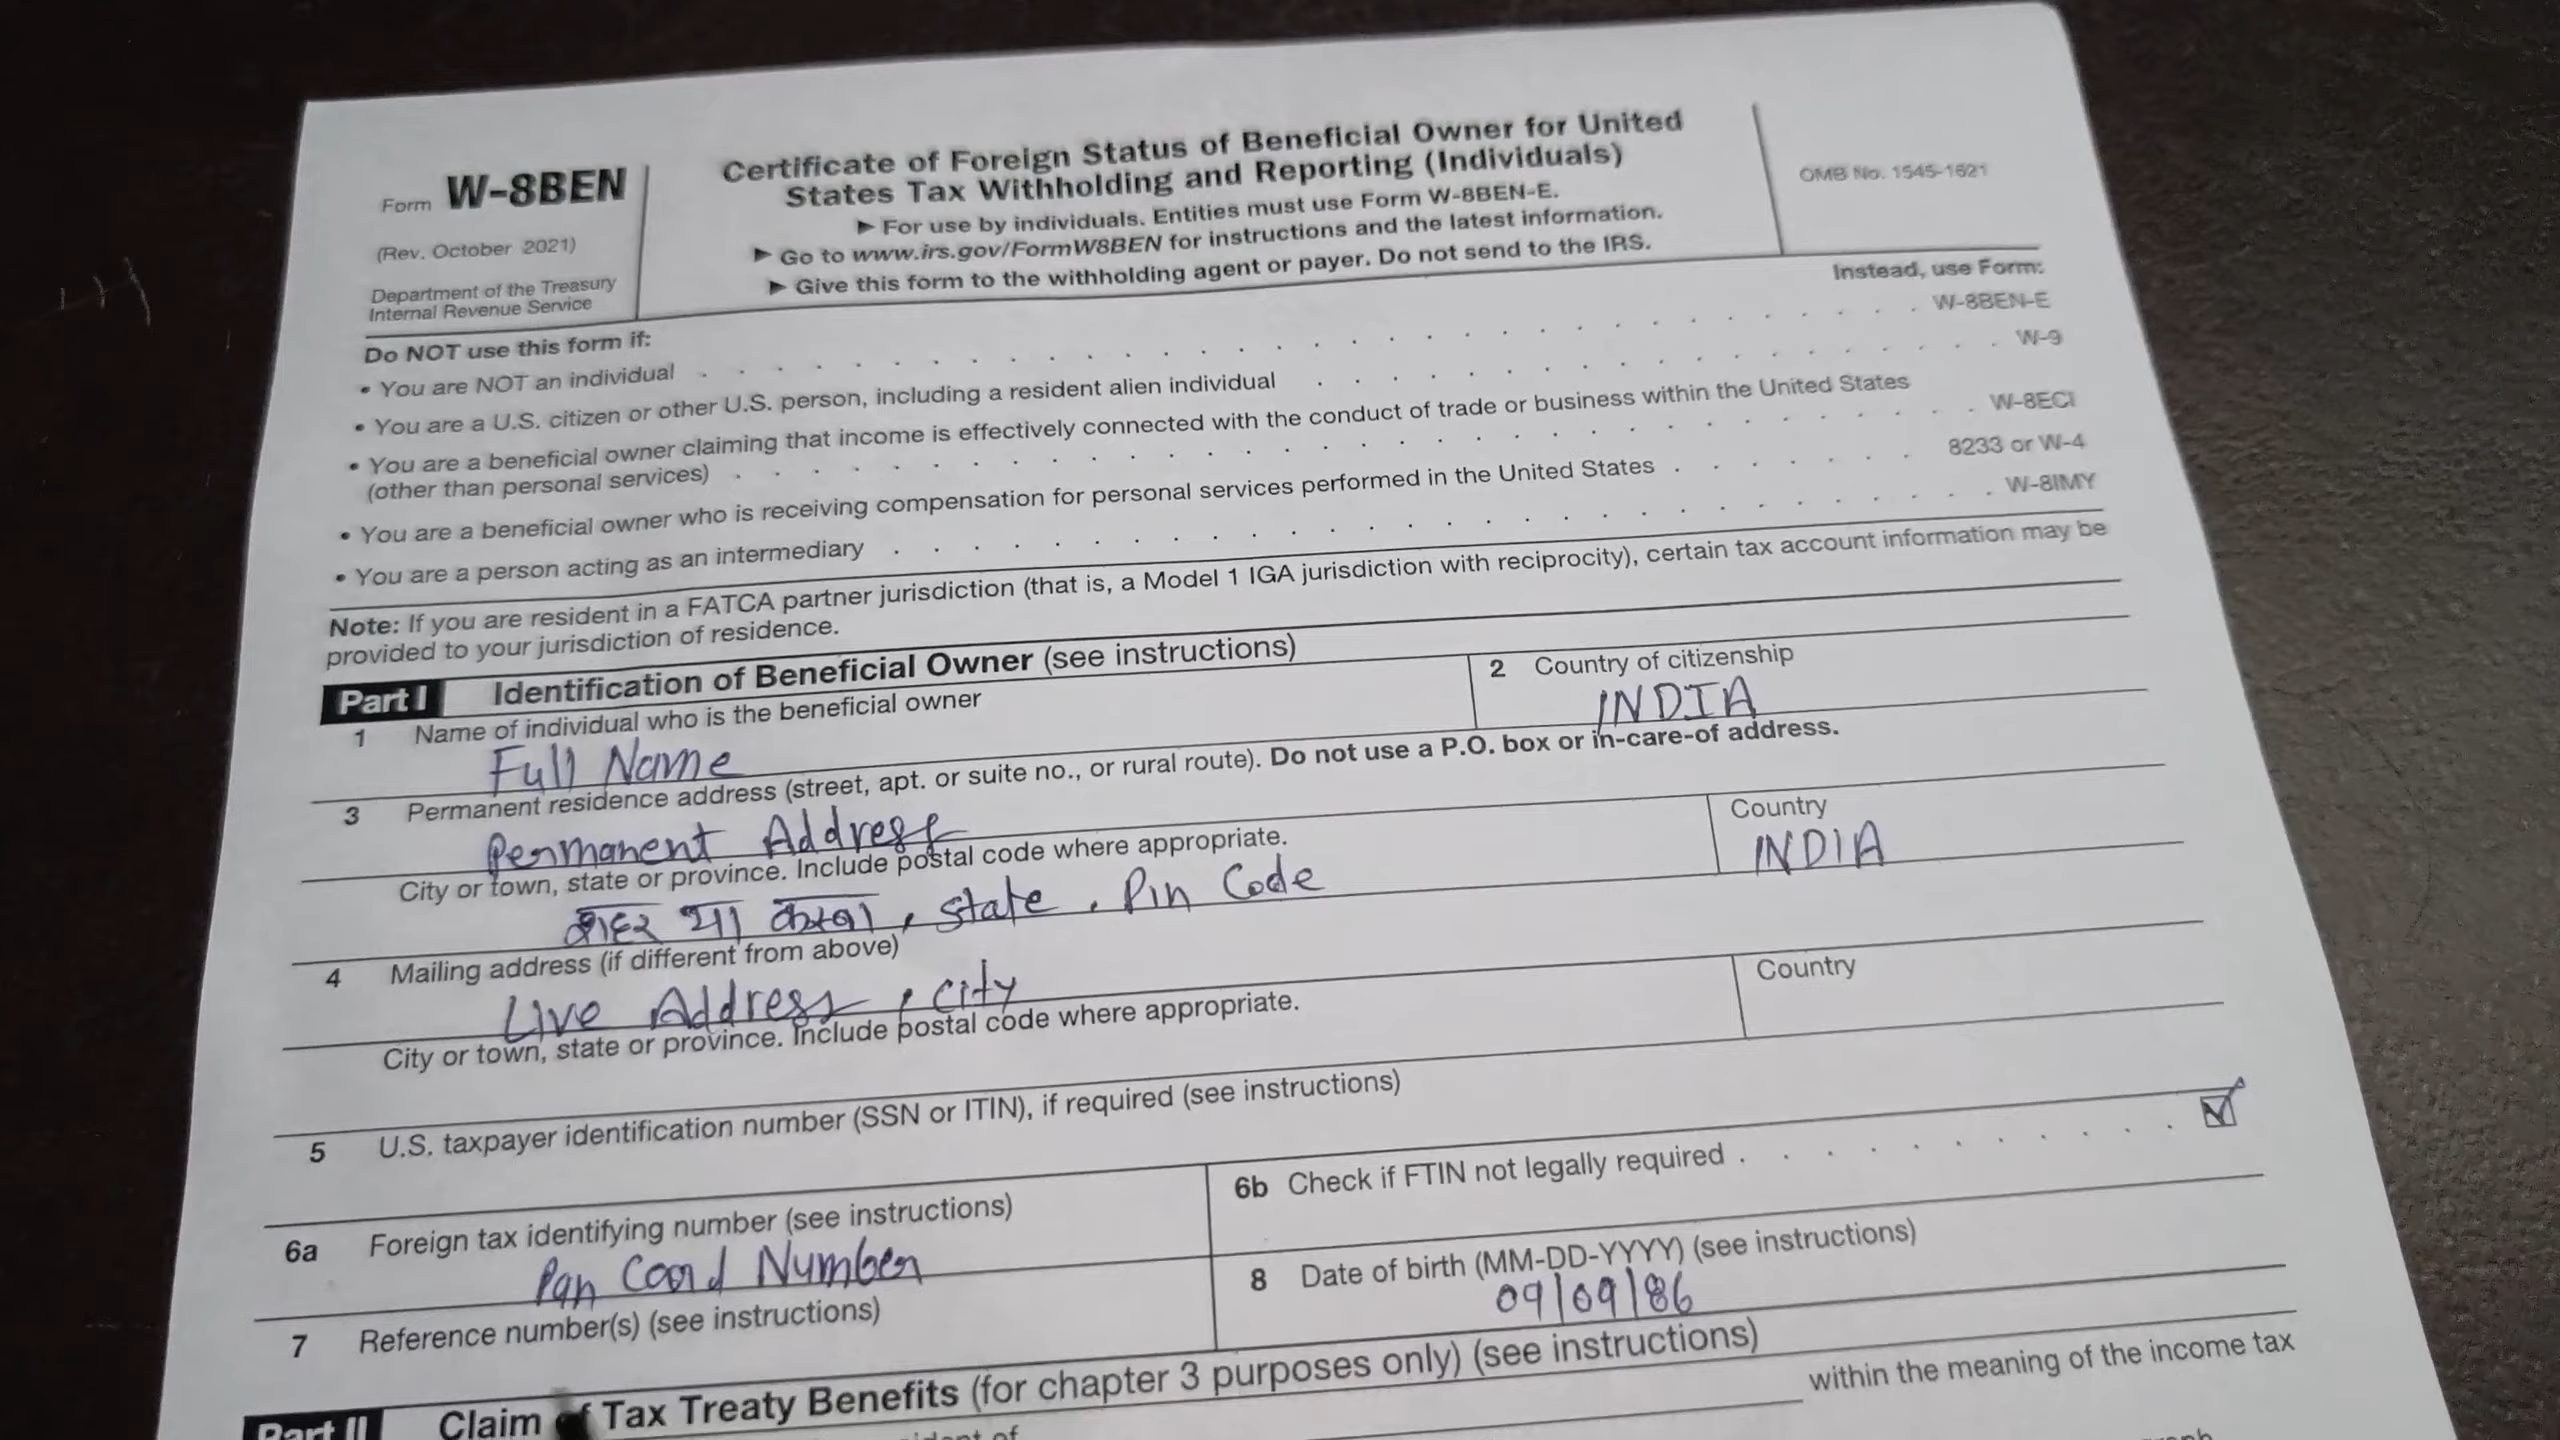 Form W-8BEN
(Rev. October 2021)
Department of the Treasury
Internal Revenue Service
Certificate of Foreign Status of Beneficial Owner for United
States Tax Withholding and Reporting (Individuals)
▶ For use by individuals. Entities must use Form W-8BEN-E.
▶ Go to www.irs.gov/FormW8BEN for instructions and the latest information.
▶ Give this form to the withholding agent or payer. Do not send to the IRS.
OMB No. 1545-1621
Do NOT use this form if:
Instead, use Form:
• You are NOT an individual . . . W-8BEN-E
• You are a U.S. citizen or other U.S. person, including a resident alien individual . . . W-9
• You are a beneficial owner claiming that income is effectively connected with the conduct of trade or business within the United States
(other than personal services) . . . W-8ECI
• You are a beneficial owner who is receiving compensation for personal services performed in the United States . . . 8233 or W-4
• You are a person acting as an intermediary . . . W-8IMY
Note: If you are resident in a FATCA partner jurisdiction (that is, a Model 1 IGA jurisdiction with reciprocity), certain tax account information may be
provided to your jurisdiction of residence.
Part I Identification of Beneficial Owner (see instructions)
1 Name of individual who is the beneficial owner
Full Name
2 Country of citizenship
INDIA
3 Permanent residence address (street, apt. or suite no., or rural route). Do not use a P.O. box or in-care-of address.
Permanent Address
City or town, state or province. Include postal code where appropriate.
शहर या कस्बा, state, Pin Code
Country
INDIA
4 Mailing address (if different from above)
Live Address, city
City or town, state or province. Include postal code where appropriate.
Country
5 U.S. taxpayer identification number (SSN or ITIN), if required (see instructions)
6a Foreign tax identifying number (see instructions)
Pan Card Number
6b Check if FTIN not legally required . . .
7 Reference number(s) (see instructions)
8 Date of birth (MM-DD-YYYY) (see instructions)
09/09/86
Part II Claim of Tax Treaty Benefits (for chapter 3 purposes only) (see instructions)
within the meaning of the income tax